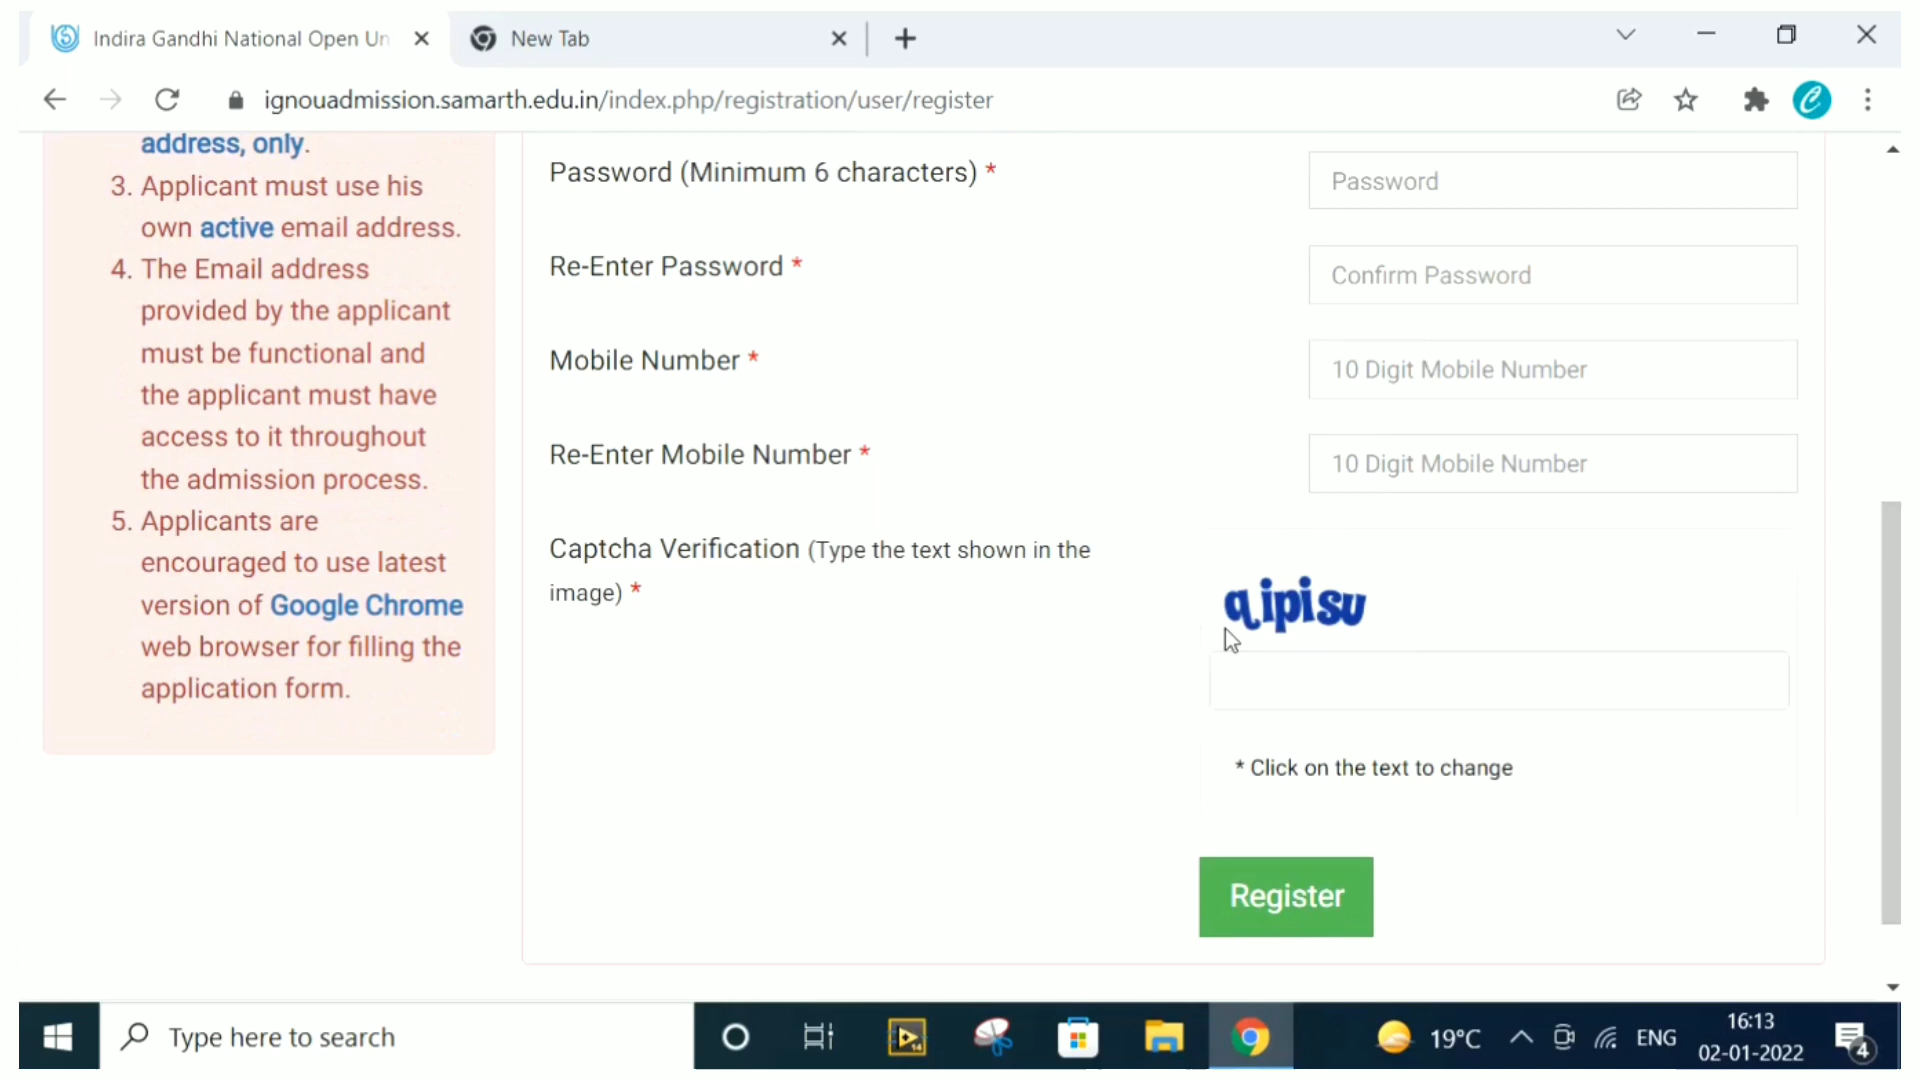 Indira Gandhi National Open Un
New Tab
ignouadmission.samarth.edu.in/index.php/registration/user/register
address, only.
3. Applicant must use his
own active email address.
4. The Email address
provided by the applicant
must be functional and
the applicant must have
access to it throughout
the admission process.
5. Applicants are
encouraged to use latest
version of Google Chrome
web browser for filling the
application form.
Password (Minimum 6 characters) *
Password
Re-Enter Password *
Confirm Password
Mobile Number *
10 Digit Mobile Number
Re-Enter Mobile Number *
10 Digit Mobile Number
Captcha Verification (Type the text shown in the
image) *
qipisu
* Click on the text to change
Register
Type here to search
14
19°C
ENG
16:13
02-01-2022
4